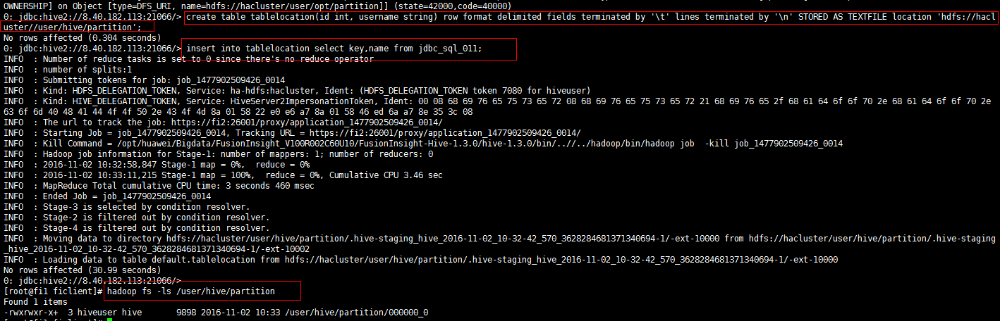 OWNERSHIP] on Object [type=DFS_URI, name=hdfs://hacluster/user/opt/partition]] (state=42000,code=40000)
0: jdbc:hive2://8.40.182.113:21066/> create table tablelocation(id int, username string) row format delimited fields terminated by '\t' lines terminated by '\n' STORED AS TEXTFILE location 'hdfs://hacl
uster//user/hive/partition';
No rows affected (0.304 seconds)
0: jdbc:hive2://8.40.182.113:21066/> insert into tablelocation select key,name from jdbc_sql_011;
INFO  : Number of reduce tasks is set to 0 since there's no reduce operator
INFO  : number of splits:1
INFO  : Submitting tokens for job: job_1477902509426_0014
INFO  : Kind: HDFS_DELEGATION_TOKEN, Service: ha-hdfs:hacluster, Ident: (HDFS_DELEGATION_TOKEN token 7080 for hiveuser)
INFO  : Kind: HIVE_DELEGATION_TOKEN, Service: HiveServer2ImpersonationToken, Ident: 00 08 68 69 76 65 75 73 65 72 08 68 69 76 65 75 73 65 72 21 68 69 76 65 2f 68 61 64 6f 6f 70 2e 68 61 64 6f 6f 70 2e
63 6f 6d 40 48 41 44 4f 4f 50 2e 43 4f 4d 8a 01 58 22 e0 e6 a7 8a 01 58 46 ed 6a a7 8e 35 3c 08
INFO  : The url to track the job: https://fi2:26001/proxy/application_1477902509426_0014/
INFO  : Starting Job = job_1477902509426_0014, Tracking URL = https://fi2:26001/proxy/application_1477902509426_0014/
INFO  : Kill Command = /opt/huawei/Bigdata/FusionInsight_V100R002C60U10/FusionInsight-Hive-1.3.0/hive-1.3.0/bin/..//../hadoop/bin/hadoop job  -kill job_1477902509426_0014
INFO  : Hadoop job information for Stage-1: number of mappers: 1; number of reducers: 0
INFO  : 2016-11-02 10:32:58,847 Stage-1 map = 0%,  reduce = 0%
INFO  : 2016-11-02 10:33:11,215 Stage-1 map = 100%,  reduce = 0%, Cumulative CPU 3.46 sec
INFO  : MapReduce Total cumulative CPU time: 3 seconds 460 msec
INFO  : Ended Job = job_1477902509426_0014
INFO  : Stage-3 is selected by condition resolver.
INFO  : Stage-2 is filtered out by condition resolver.
INFO  : Stage-4 is filtered out by condition resolver.
INFO  : Moving data to directory hdfs://hacluster/user/hive/partition/.hive-staging_hive_2016-11-02_10-32-42_570_3628284681371340694-1/-ext-10000 from hdfs://hacluster/user/hive/partition/.hive-staging
_hive_2016-11-02_10-32-42_570_3628284681371340694-1/-ext-10002
INFO  : Loading data to table default.tablelocation from hdfs://hacluster/user/hive/partition/.hive-staging_hive_2016-11-02_10-32-42_570_3628284681371340694-1/-ext-10000
No rows affected (30.99 seconds)
0: jdbc:hive2://8.40.182.113:21066/>
[root@fi1 ficlient]# hadoop fs -ls /user/hive/partition
Found 1 items
-rwxrwxr-x+  3 hiveuser hive       9898 2016-11-02 10:33 /user/hive/partition/000000_0
[root@fi1 ficlient]#